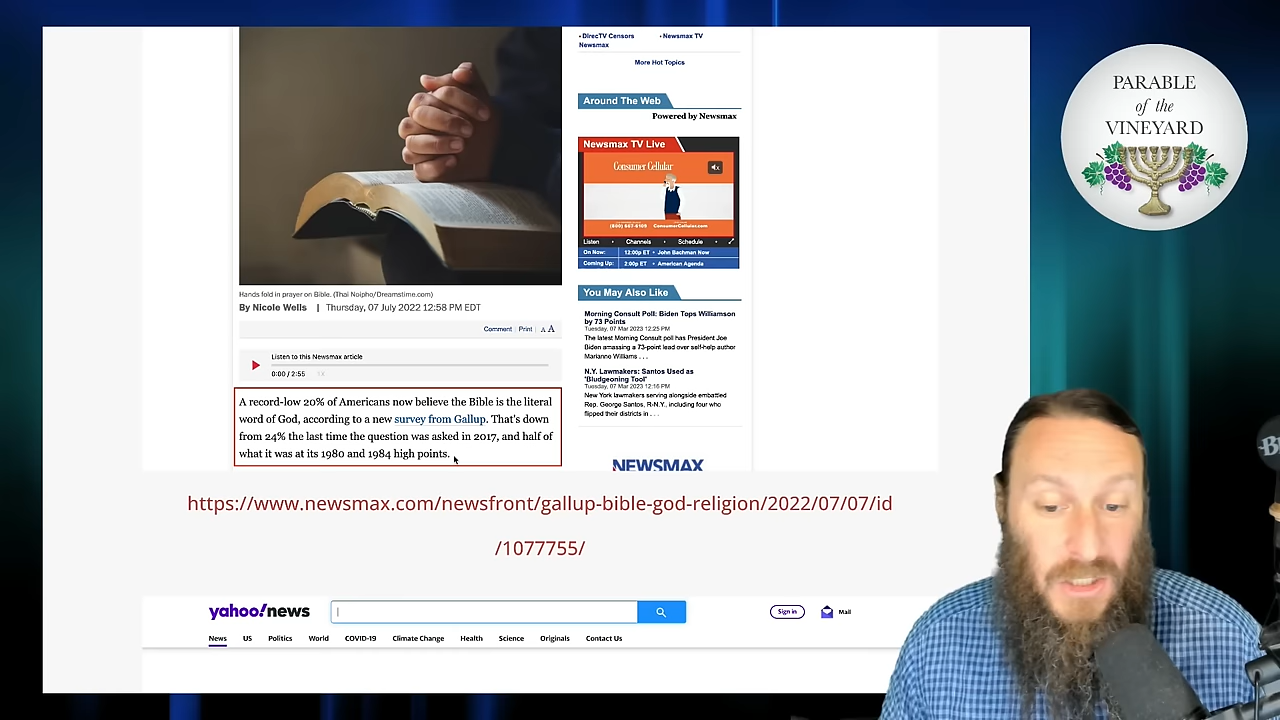 • DirecTV Censors Newsmax
• Newsmax TV
More Hot Topics
Around The Web
Powered by Newsmax
Newsmax TV Live
Consumer Cellular
(800) 687-6105 ConsumerCellular.com
Listen • Channels • Schedule •
On Now: 12:00p ET • John Bachman Now
Coming Up: 2:00p ET • American Agenda
Hands fold in prayer on Bible. (Thai Noipho/Dreamstime.com)
By Nicole Wells | Thursday, 07 July 2022 12:58 PM EDT
Comment | Print | A A
Listen to this Newsmax article
0:00 / 2:55 1X
A record-low 20% of Americans now believe the Bible is the literal
word of God, according to a new survey from Gallup. That's down
from 24% the last time the question was asked in 2017, and half of
what it was at its 1980 and 1984 high points.
You May Also Like
Morning Consult Poll: Biden Tops Williamson
by 73 Points
Tuesday, 07 Mar 2023 12:25 PM
The latest Morning Consult poll has President Joe
Biden amassing a 73-point lead over self-help author
Marianne Williams . . .
N.Y. Lawmakers: Santos Used as
'Bludgeoning Tool'
Tuesday, 07 Mar 2023 12:16 PM
New York lawmakers serving alongside embattled
Rep. George Santos, R-N.Y., including four who
flipped their districts in . . .
NEWSMAX
https://www.newsmax.com/newsfront/gallup-bible-god-religion/2022/07/07/id
/1077755/
yahoo!news
Sign in
Mail
News US Politics World COVID-19 Climate Change Health Science Originals Contact Us
PARABLE
of the
VINEYARD